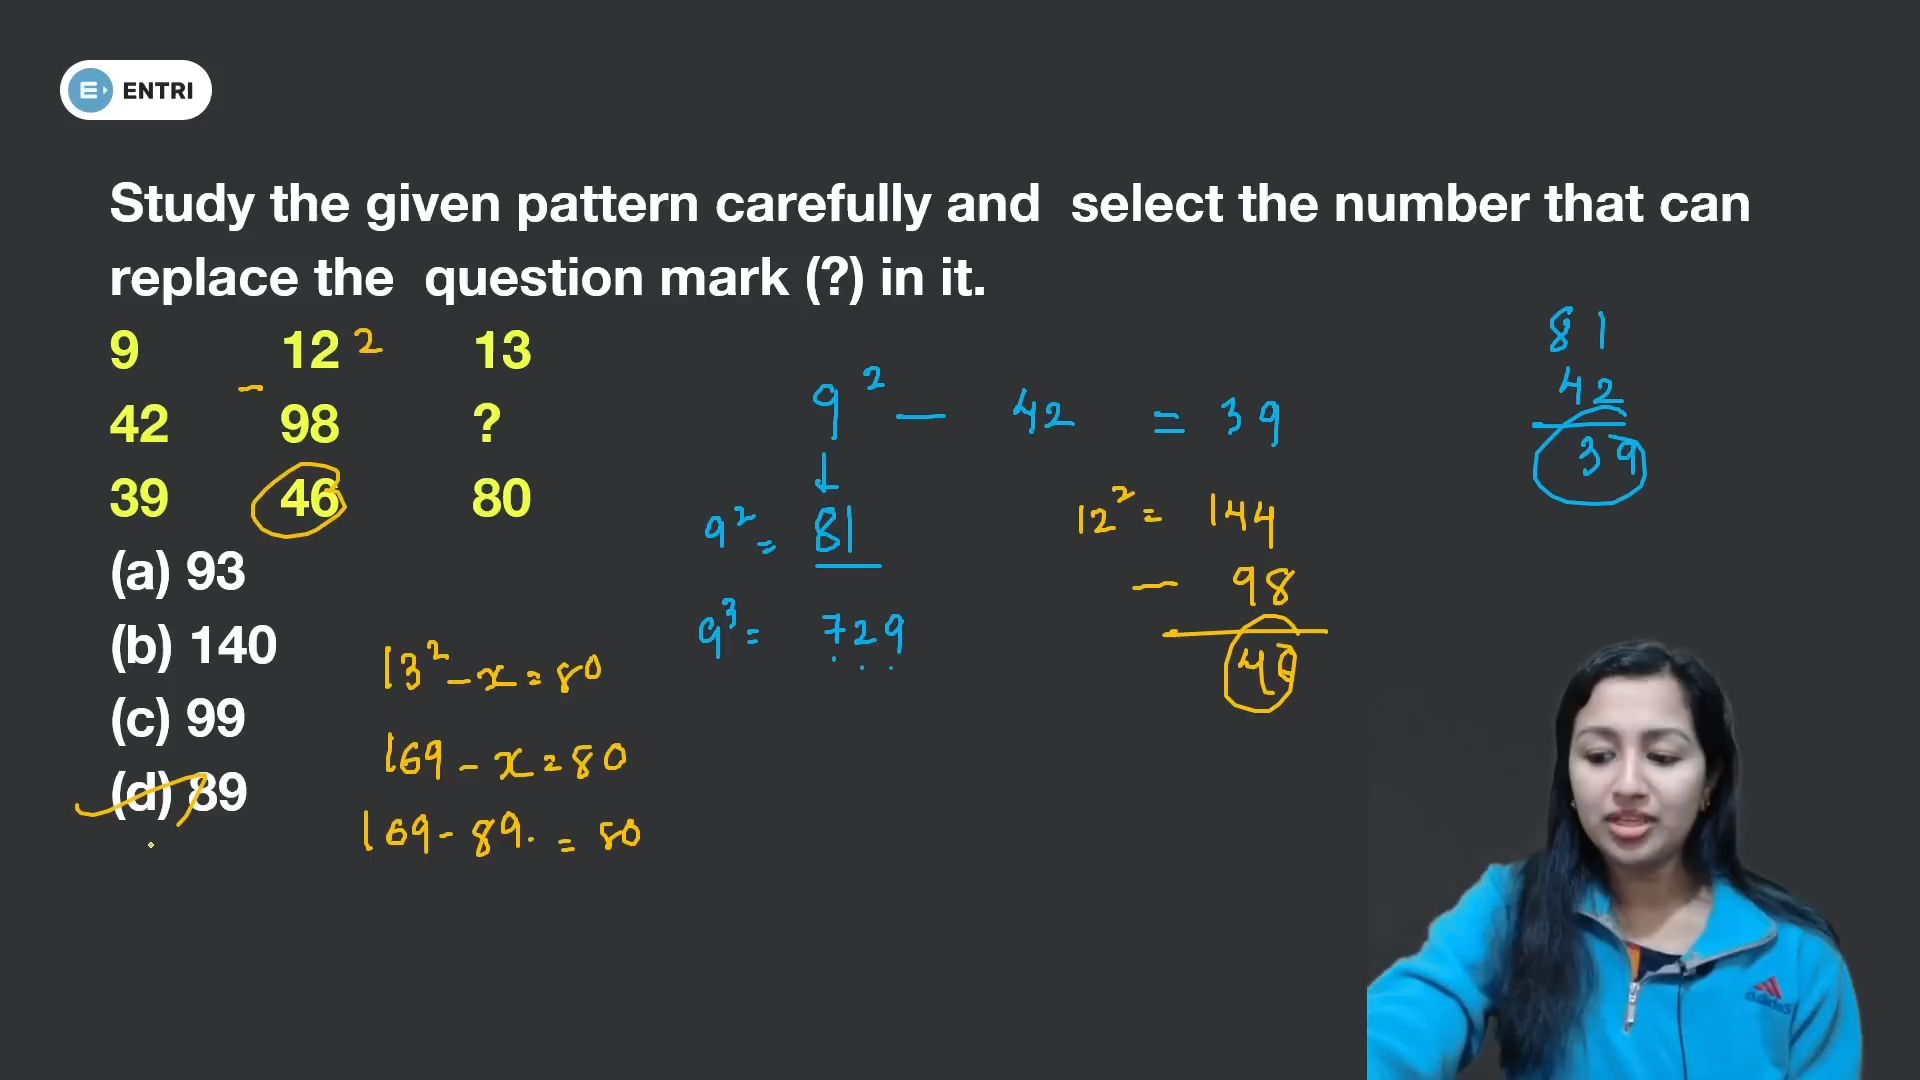 ENTRI
Study the given pattern carefully and select the number that can
replace the question mark (?) in it.
9 12 2 13
42 - 98 ?
39 46 80
(a) 93
(b) 140
(c) 99
(d) 89
13² - x = 80
169 - x = 80
169 - 89. = 80
9² - 42 = 39
9² = 81
9³ = 729
12² = 144
- 98
46
81
42
39
adidas